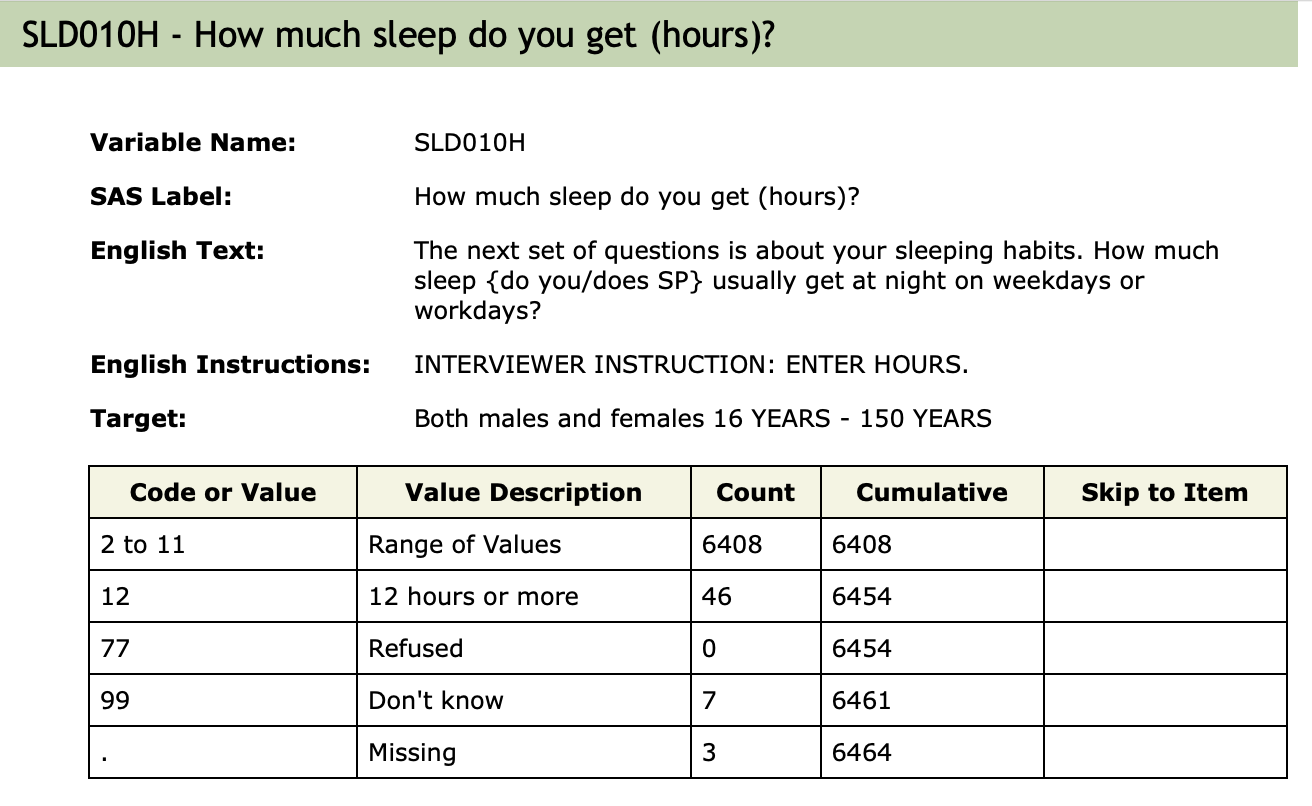 SLD010H - How much sleep do you get (hours)?
Variable Name: SLD010H
SAS Label: How much sleep do you get (hours)?
English Text: The next set of questions is about your sleeping habits. How much
sleep {do you/does SP} usually get at night on weekdays or
workdays?
English Instructions: INTERVIEWER INSTRUCTION: ENTER HOURS.
Target: Both males and females 16 YEARS - 150 YEARS
Code or Value Value Description Count Cumulative Skip to Item
2 to 11 Range of Values 6408 6408
12 12 hours or more 46 6454
77 Refused 0 6454
99 Don't know 7 6461
. Missing 3 6464